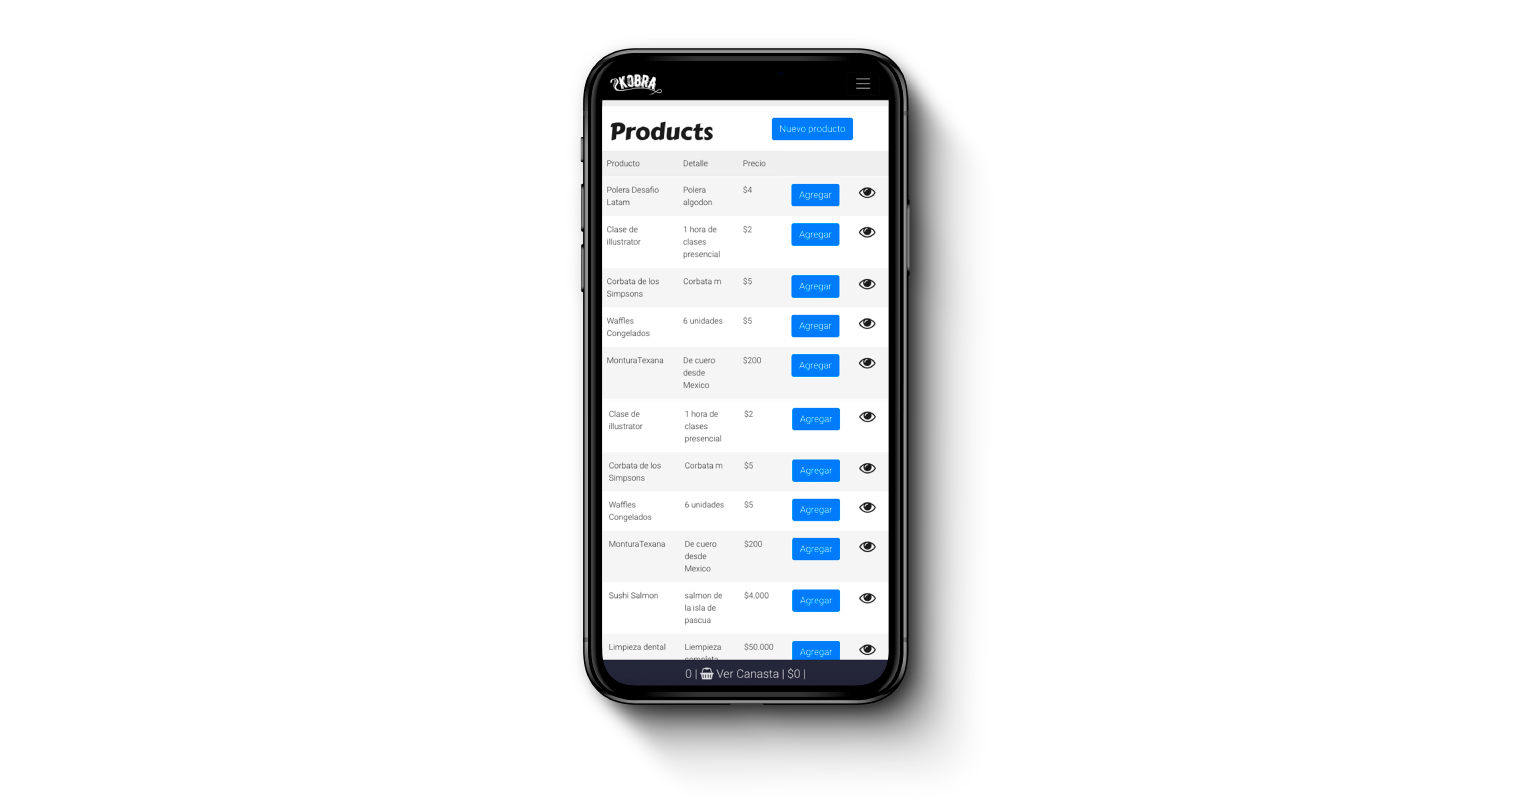 KOBRA
Products
Nuevo producto
Producto Detalle Precio
Polera Desafio Polera $4 Agregar
Latam algodon
Clase de 1 hora de $2 Agregar
illustrator clases
presencial
Corbata de los Corbata m $5 Agregar
Simpsons
Waffles 6 unidades $5 Agregar
Congelados
MonturaTexana De cuero $200 Agregar
desde
Mexico
Clase de 1 hora de $2 Agregar
illustrator clases
presencial
Corbata de los Corbata m $5 Agregar
Simpsons
Waffles 6 unidades $5 Agregar
Congelados
MonturaTexana De cuero $200 Agregar
desde
Mexico
Sushi Salmon salmon de $4.000 Agregar
la isla de
pascua
Limpieza dental Liempieza $50.000 Agregar
completa
0 | Ver Canasta | $0 |